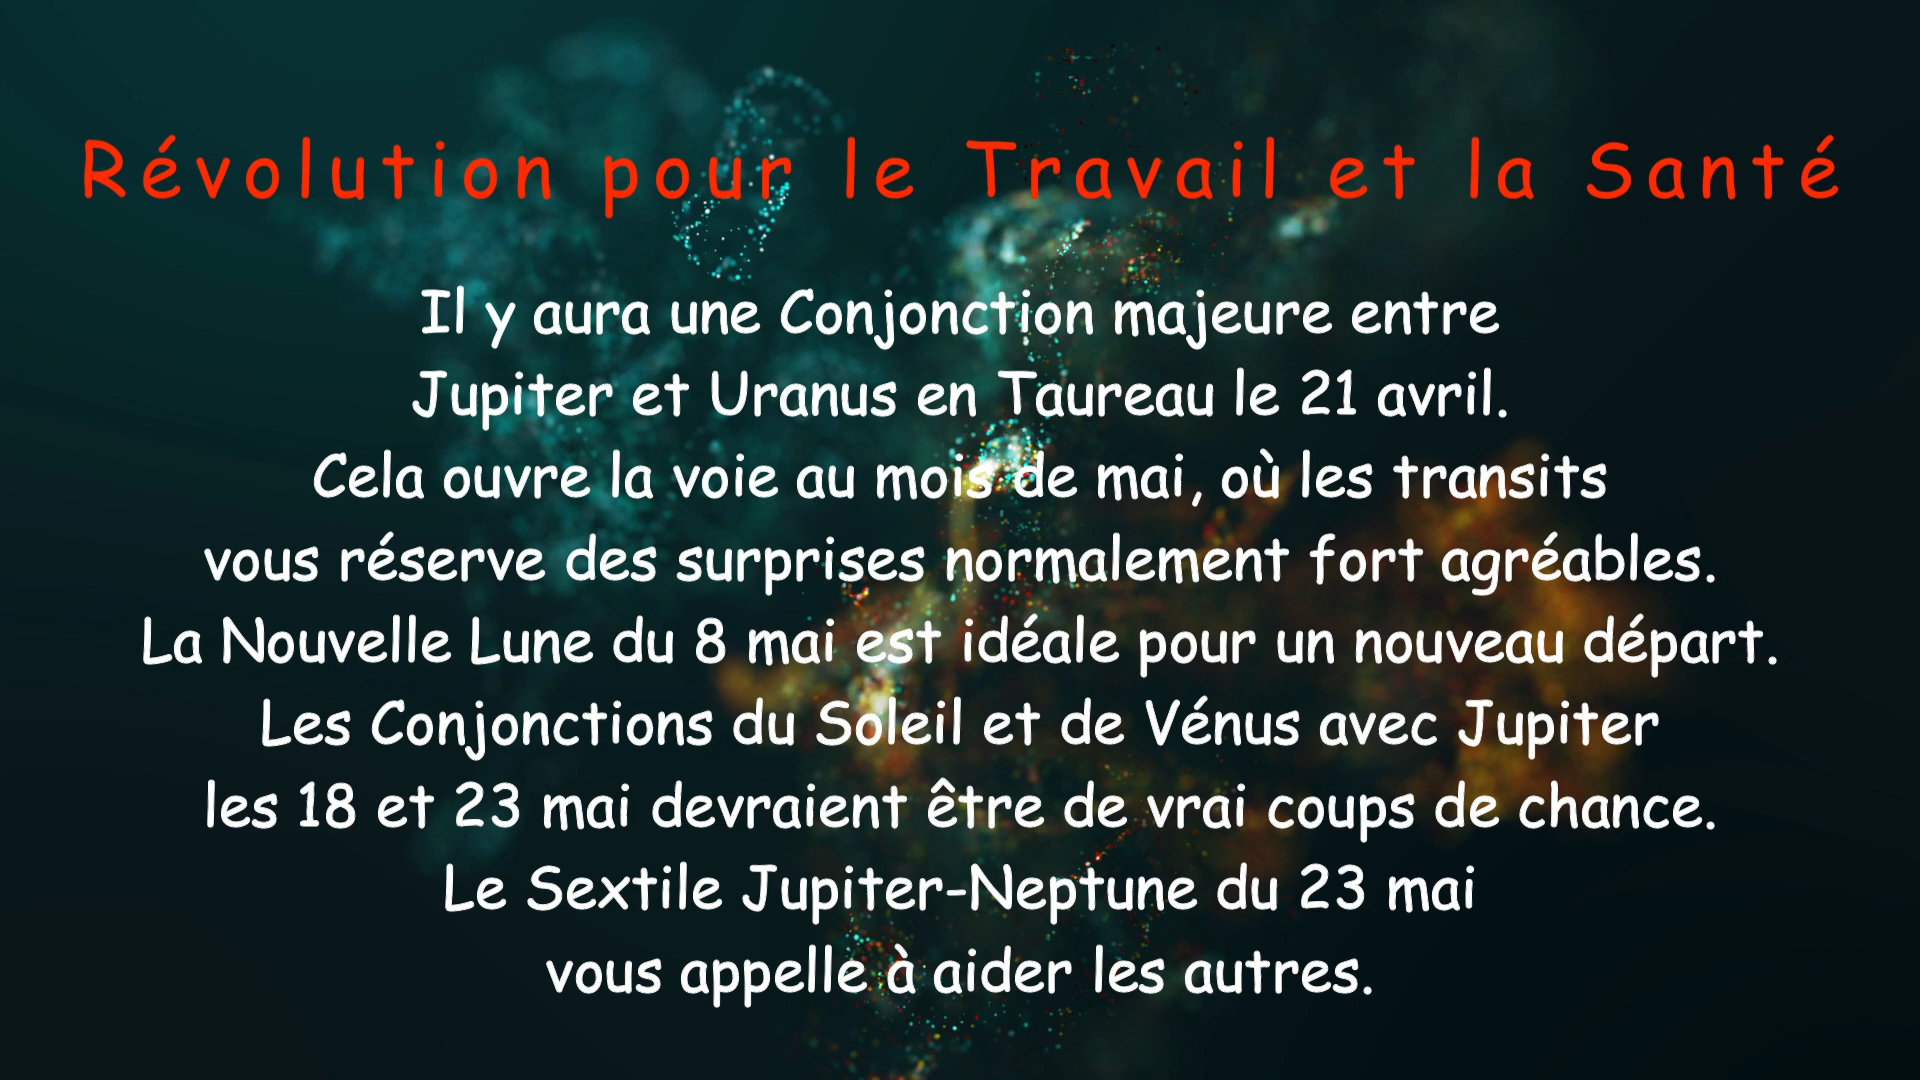 Révolution pour le Travail et la Santé
Il y aura une Conjonction majeure entre
Jupiter et Uranus en Taureau le 21 avril.
Cela ouvre la voie au mois de mai, où les transits
vous réserve des surprises normalement fort agréables.
La Nouvelle Lune du 8 mai est idéale pour un nouveau départ.
Les Conjonctions du Soleil et de Vénus avec Jupiter
les 18 et 23 mai devraient être de vrai coups de chance.
Le Sextile Jupiter-Neptune du 23 mai
vous appelle à aider les autres.